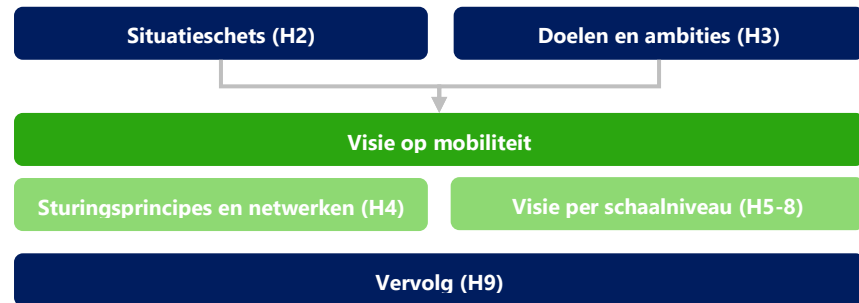 Situatieschets (H2)
Doelen en ambities (H3)
Visie op mobiliteit
Sturingsprincipes en netwerken (H4)
Visie per schaalniveau (H5-8)
Vervolg (H9)